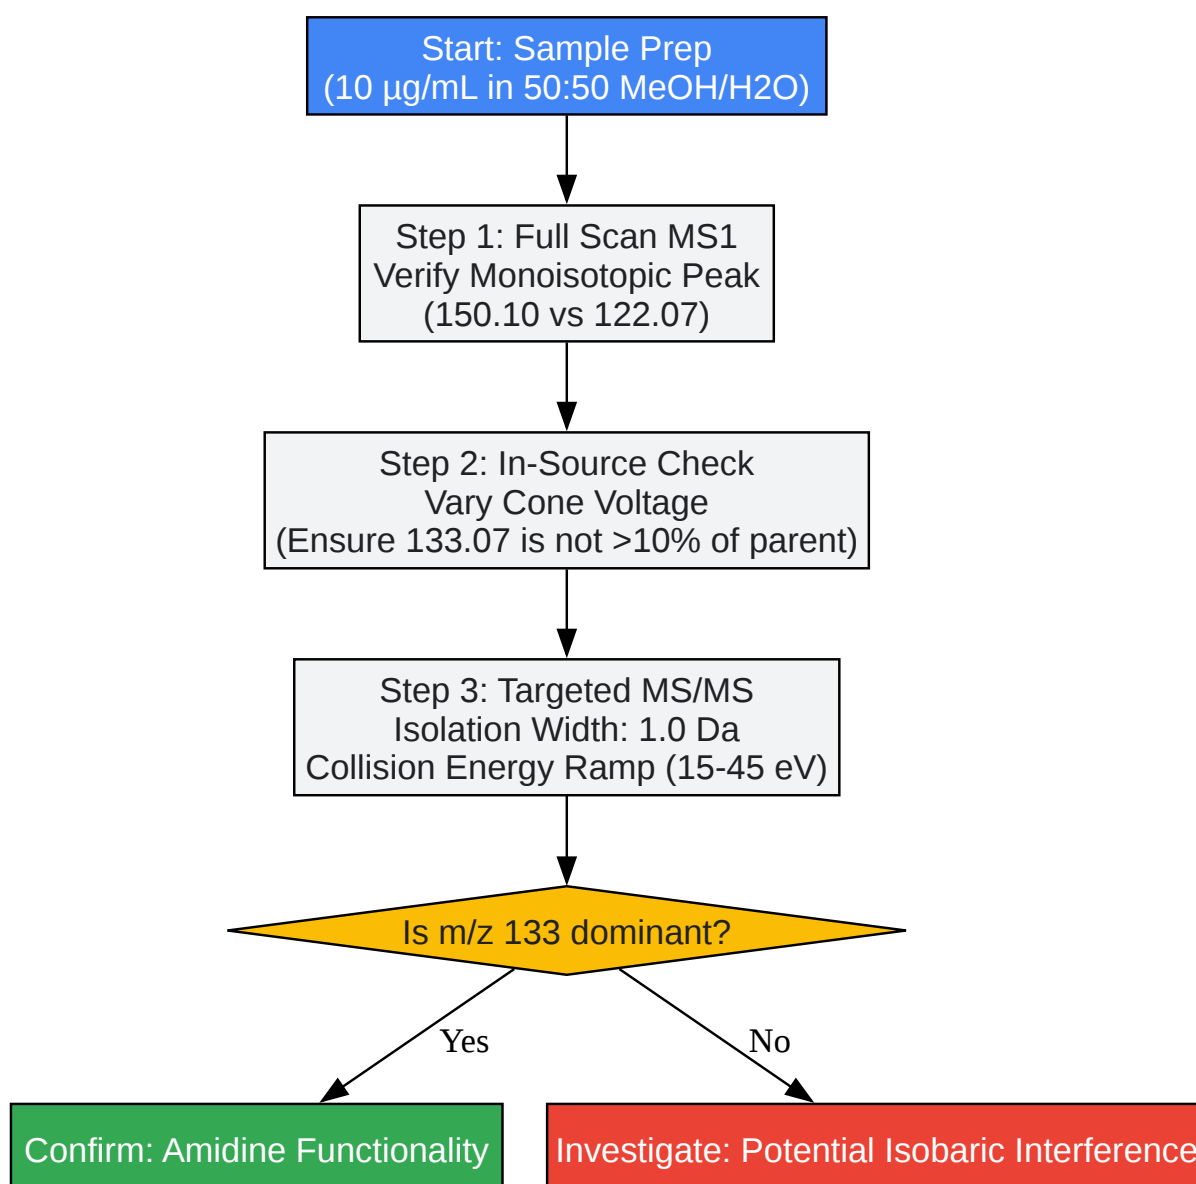 Start: Sample Prep
(10 µg/mL in 50:50 MeOH/H2O)
Step 1: Full Scan MS1
Verify Monoisotopic Peak
(150.10 vs 122.07)
Step 2: In-Source Check
Vary Cone Voltage
(Ensure 133.07 is not >10% of parent)
Step 3: Targeted MS/MS
Isolation Width: 1.0 Da
Collision Energy Ramp (15-45 eV)
Is m/z 133 dominant?
Yes
No
Confirm: Amidine Functionality
Investigate: Potential Isobaric Interference